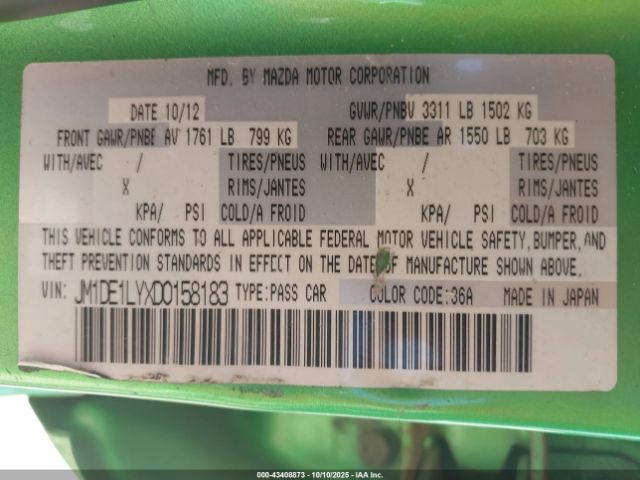 MFD. BY MAZDA MOTOR CORPORATION
DATE 10/12 GVWR/PNBV 3311 LB 1502 KG
FRONT GAWR/PNBE AV 1761 LB 799 KG REAR GAWR/PNBE AR 1550 LB 703 KG
WITH/AVEC / TIRES/PNEUS WITH/AVEC / TIRES/PNEUS
X RIMS/JANTES X RIMS/JANTES
KPA/ PSI COLD/A FROID KPA/ PSI COLD/A FROID
THIS VEHICLE CONFORMS TO ALL APPLICABLE FEDERAL MOTOR VEHICLE SAFETY, BUMPER, AND
THEFT PREVENTION STANDARDS IN EFFECT ON THE DATE OF MANUFACTURE SHOWN ABOVE.
VIN: JM1DE1LYXD0158183 TYPE:PASS CAR COLOR CODE:36A MADE IN JAPAN
000-43408873 - 10/10/2025 - IAA Inc.